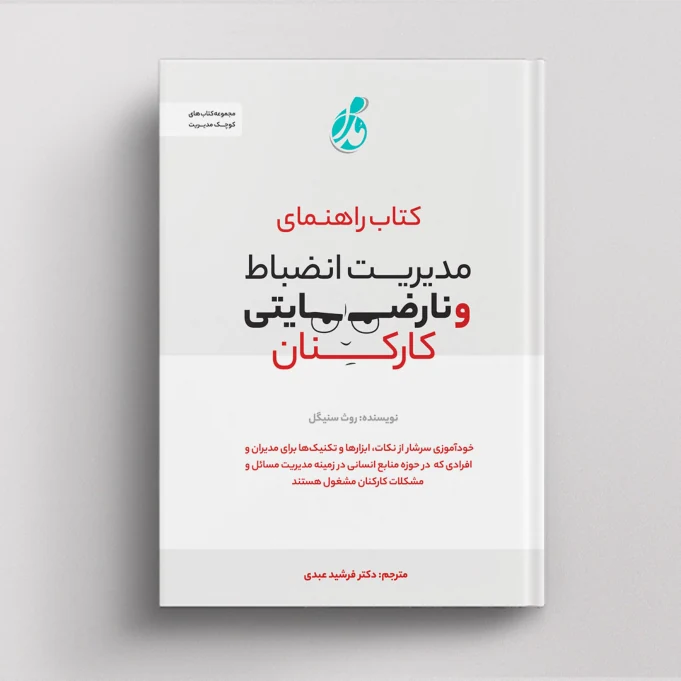 مجموعه کتاب های
کوچک مدیریت
کتاب راهنمای
مدیریت انضباط
و نارضایتی
کارکنان
نویسنده: روث سنیگل
خودآموزی سرشار از نکات، ابزارها و تکنیک‌ها برای مدیران و
افرادی که در حوزه منابع انسانی در زمینه مدیریت مسائل و
مشکلات کارکنان مشغول هستند
مترجم: دکتر فرشید عبدی